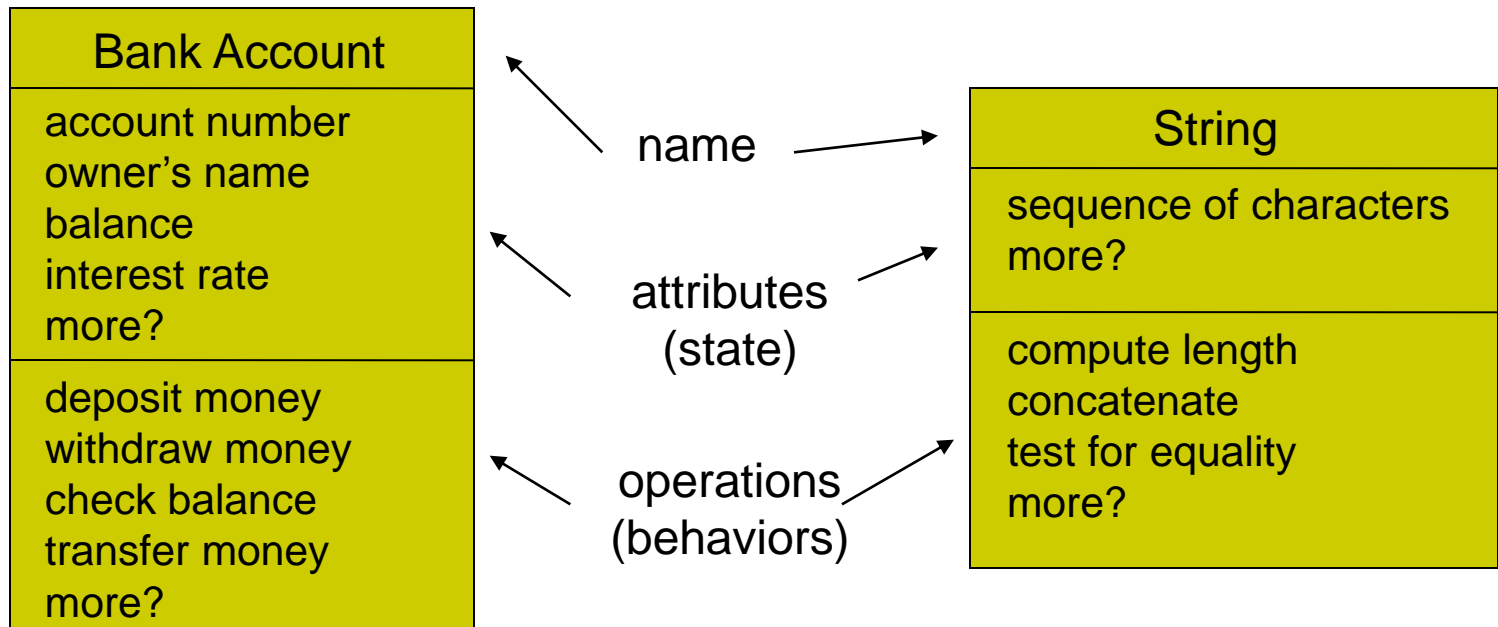 Bank Account
account number
owner’s name
balance
interest rate
more?
deposit money
withdraw money
check balance
transfer money
more?
name
attributes
(state)
operations
(behaviors)
String
sequence of characters
more?
compute length
concatenate
test for equality
more?